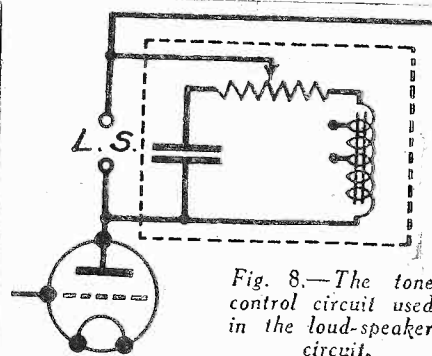 L. S.
Fig. 8.—The tone
control circuit used
in the loud-speaker
circuit.